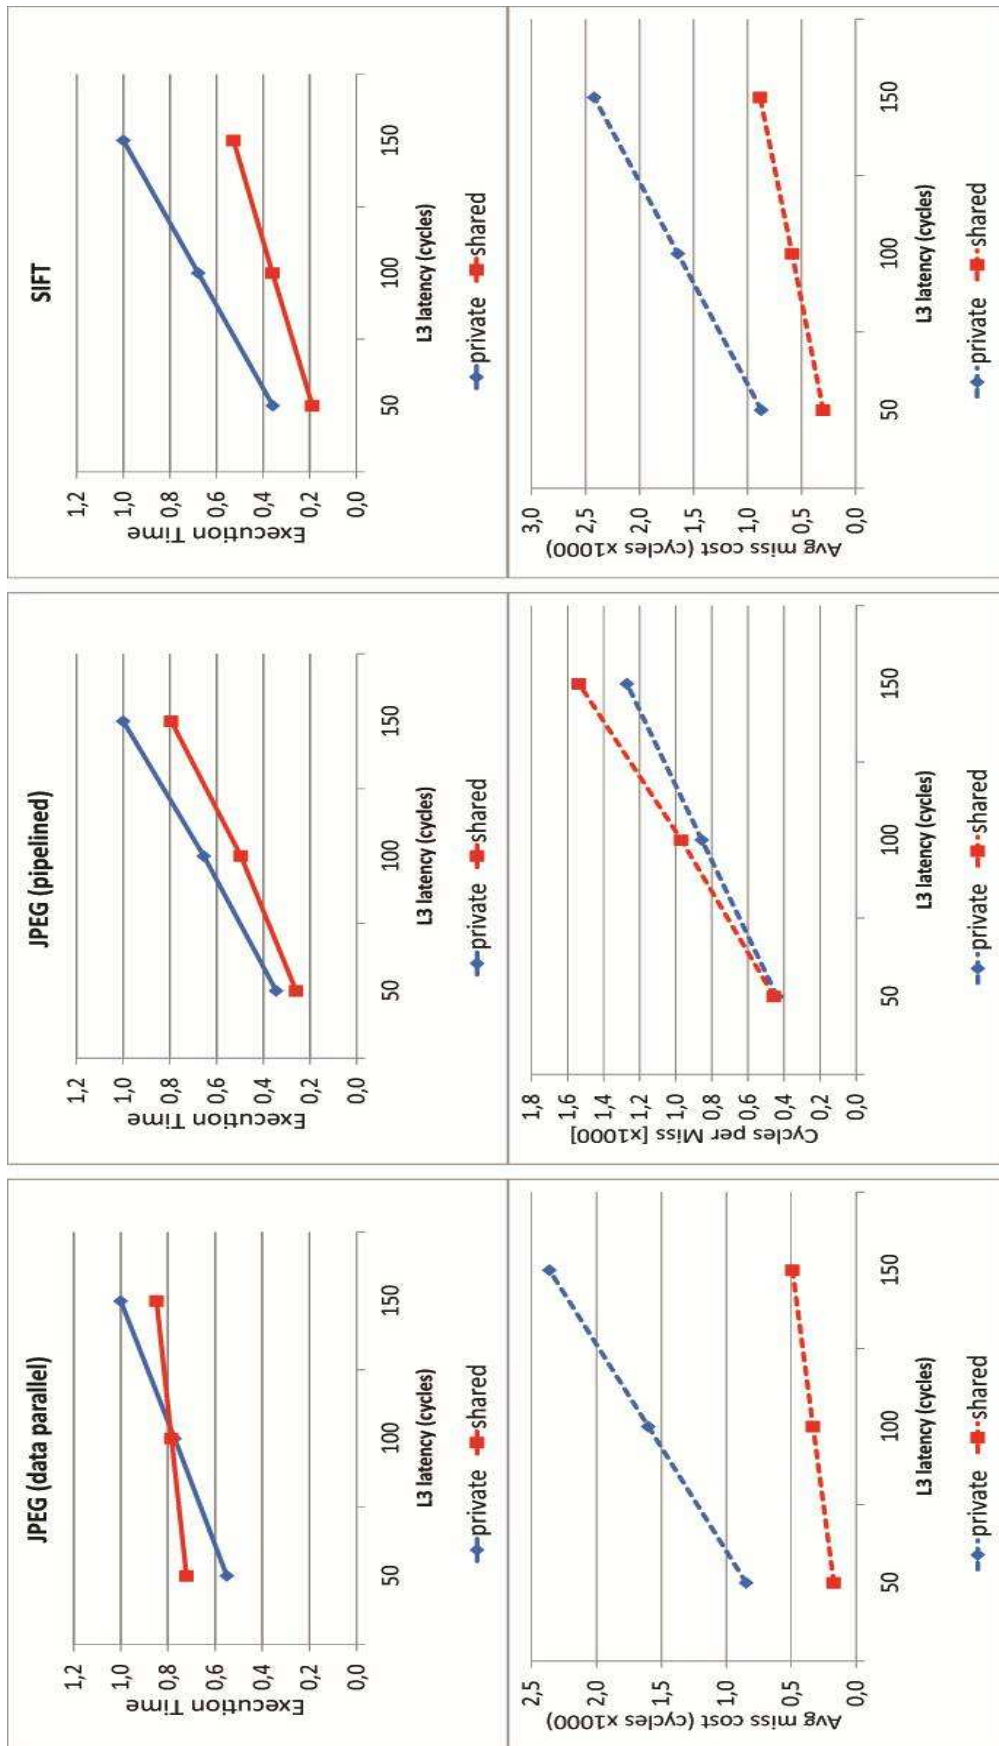 JPEG (data parallel)
1,2
1,0
0,8
0,6
0,4
0,2
0,0
Execution Time
50
100
150
L3 latency (cycles)
private
shared
JPEG (pipelined)
1,2
1,0
0,8
0,6
0,4
0,2
0,0
Execution Time
50
100
150
L3 latency (cycles)
private
shared
SIFT
1,2
1,0
0,8
0,6
0,4
0,2
0,0
Execution Time
50
100
150
L3 latency (cycles)
private
shared
2,5
2,0
1,5
1,0
0,5
0,0
Avg miss cost (cycles x1000)
50
100
150
L3 latency (cycles)
private
shared
1,8
1,6
1,4
1,2
1,0
0,8
0,6
0,4
0,2
0,0
Cycles per Miss [x1000]
50
100
150
L3 latency (cycles)
private
shared
3,0
2,5
2,0
1,5
1,0
0,5
0,0
Avg miss cost (cycles x1000)
50
100
150
L3 latency (cycles)
private
shared